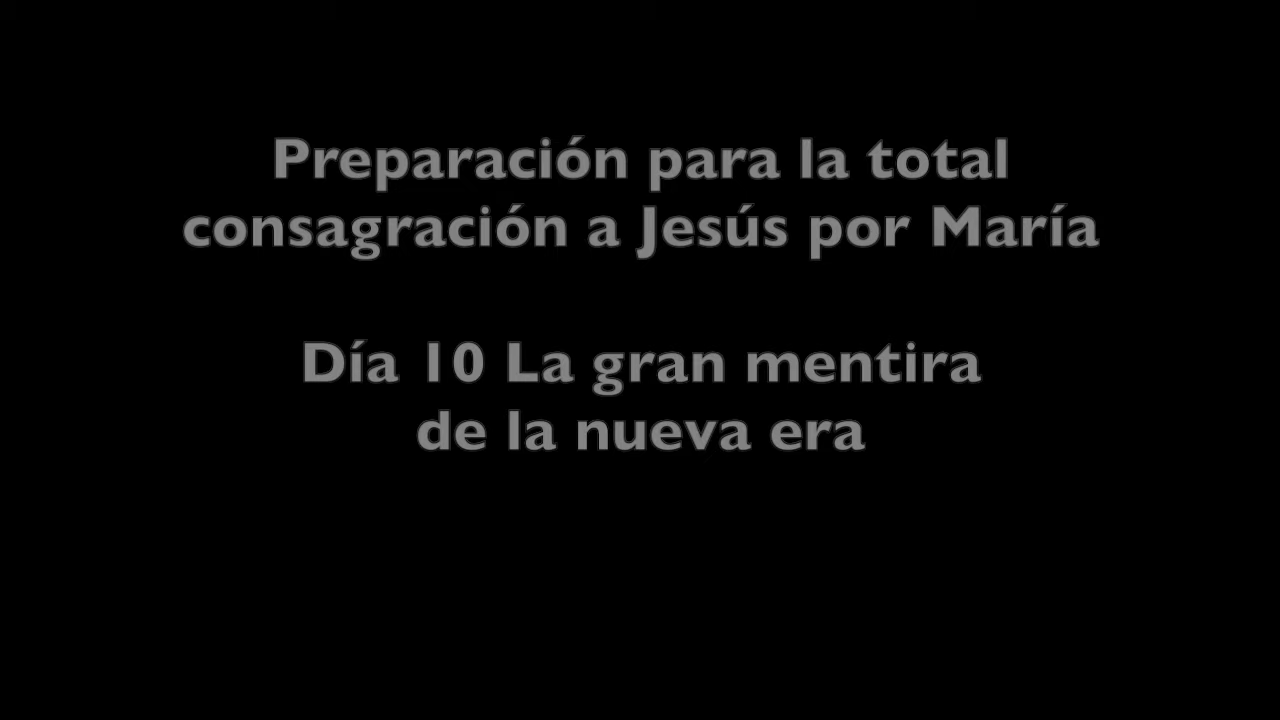 Preparación para la total
consagración a Jesús por María
Día 10 La gran mentira
de la nueva era